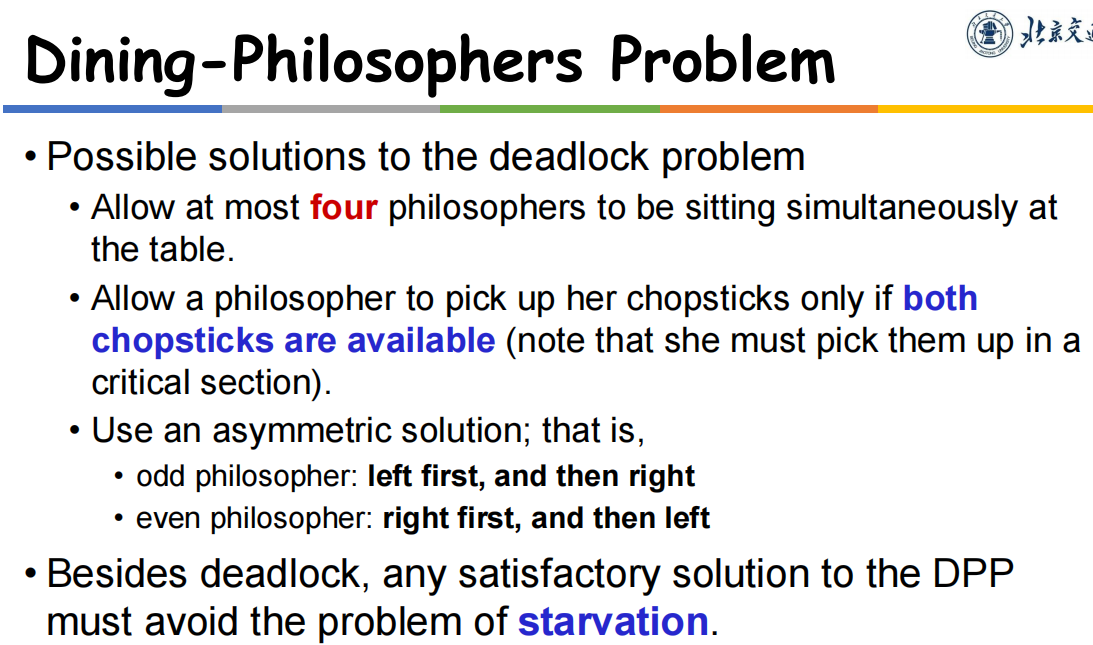 Dining-Philosophers Problem
北京交
• Possible solutions to the deadlock problem
• Allow at most four philosophers to be sitting simultaneously at
the table.
• Allow a philosopher to pick up her chopsticks only if both
chopsticks are available (note that she must pick them up in a
critical section).
• Use an asymmetric solution; that is,
• odd philosopher: left first, and then right
• even philosopher: right first, and then left
• Besides deadlock, any satisfactory solution to the DPP
must avoid the problem of starvation.